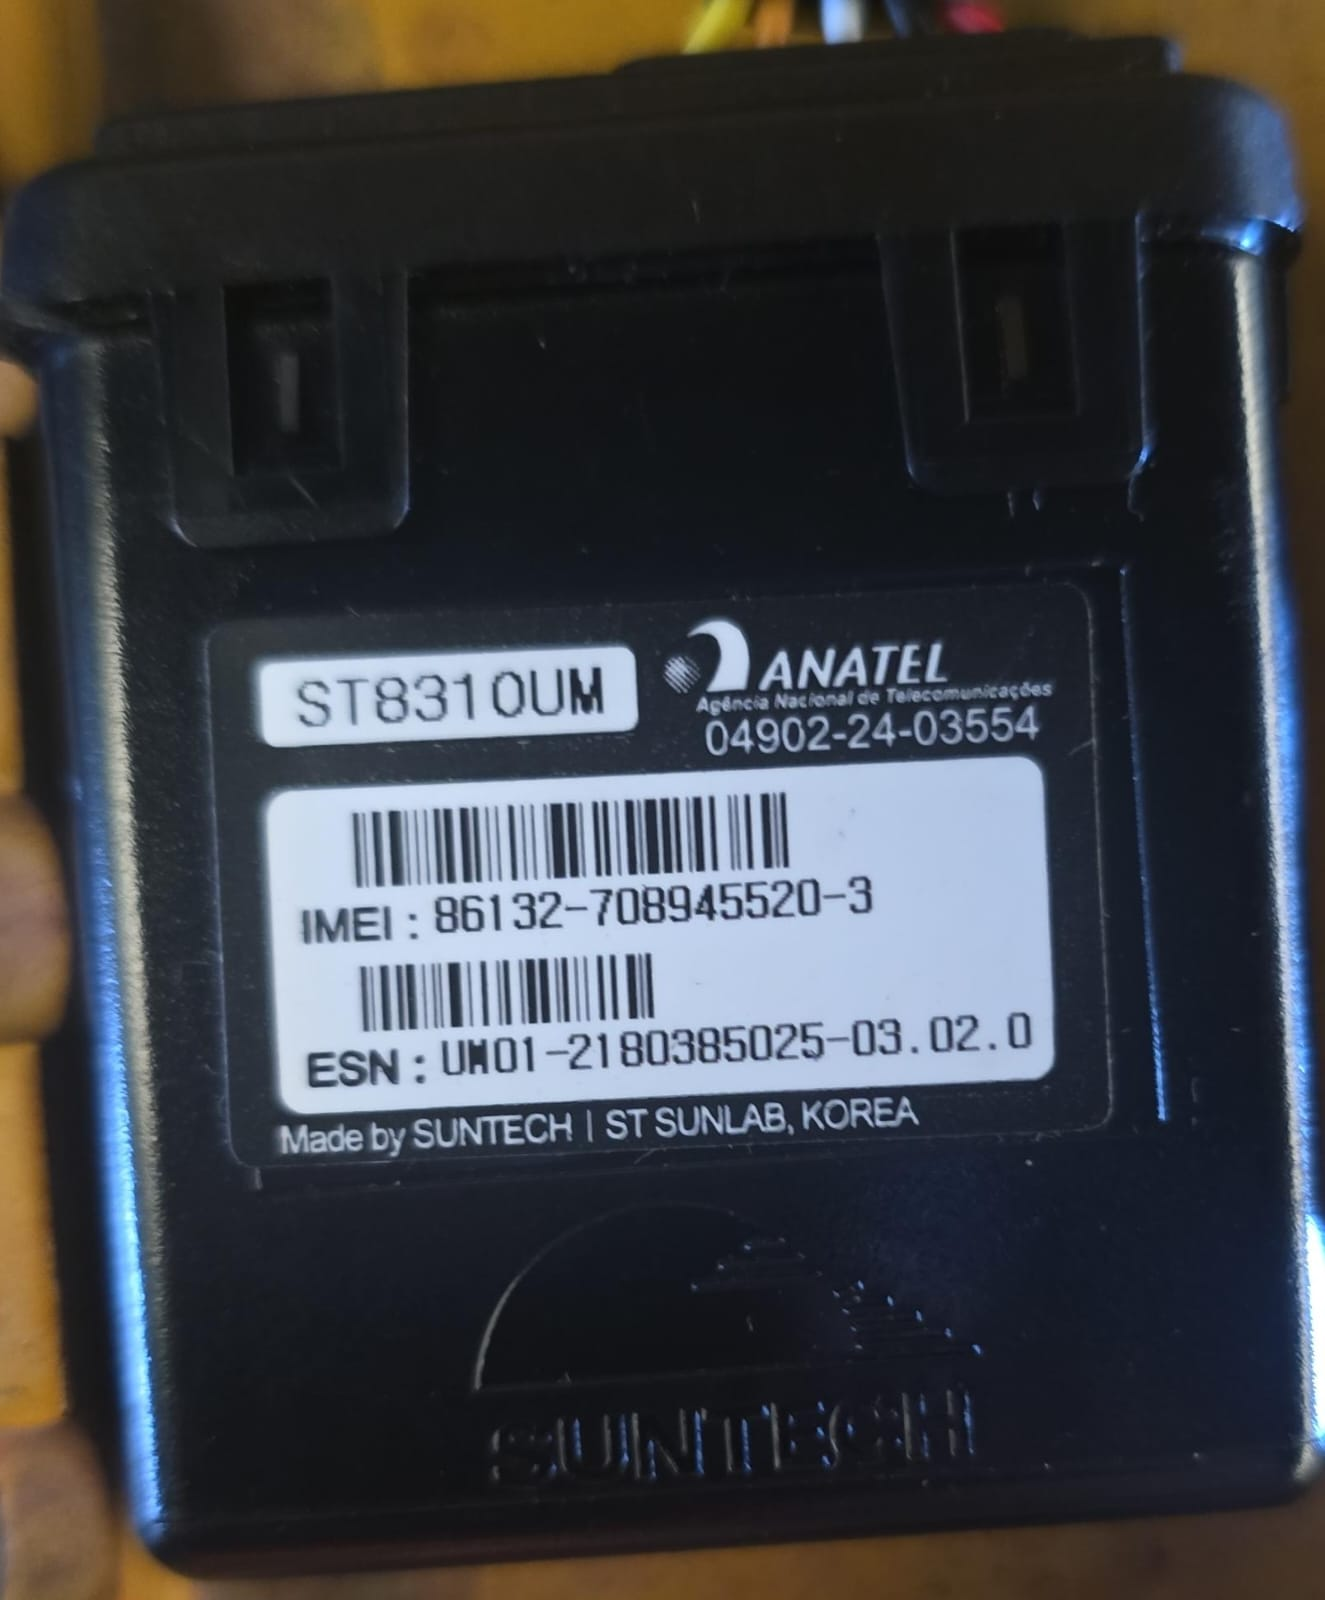 ST8310UM
ANATEL
Agência Nacional de Telecomunicações
04902-24-03554
IMEI : 86132-708945520-3
ESN : UM01-2180385025-03.02.0
Made by SUNTECH | ST SUNLAB, KOREA
SUNTECH